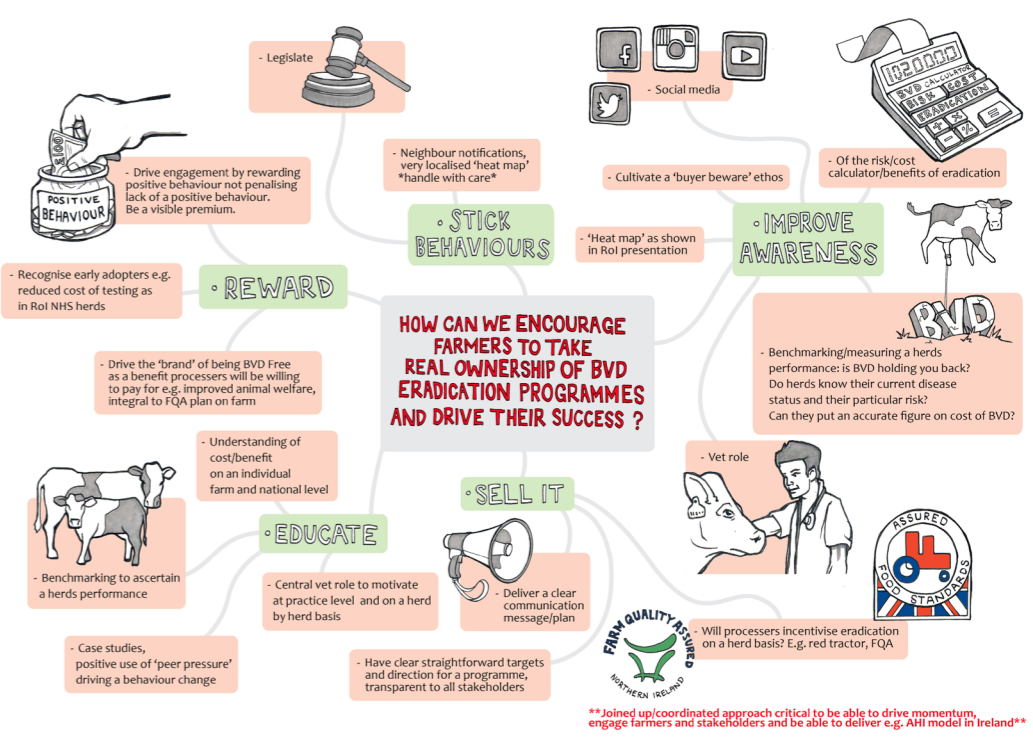 - Legislate
- Social media
1020000
BVD CALCULATOR
RISK COST
ERADICATION
+ × =
- %
100
POSITIVE
BEHAVIOUR
- Drive engagement by rewarding
positive behaviour not penalising
lack of a positive behaviour.
Be a visible premium.
- Neighbour notifications,
very localised ‘heat map’
*handle with care*
- Cultivate a ‘buyer beware’ ethos
- Of the risk/cost
calculator/benefits of eradication
• STICK
BEHAVIOURS
- ‘Heat map’ as shown
in RoI presentation
• IMPROVE
AWARENESS
- Recognise early adopters e.g.
reduced cost of testing as
in RoI NHS herds
• REWARD
BVD
HOW CAN WE ENCOURAGE
FARMERS TO TAKE
REAL OWNERSHIP OF BVD
ERADICATION PROGRAMMES
AND DRIVE THEIR SUCCESS ?
- Drive the ‘brand’ of being BVD Free
as a benefit processers will be willing
to pay for e.g. improved animal welfare,
integral to FQA plan on farm
- Benchmarking/measuring a herds
performance: is BVD holding you back?
Do herds know their current disease
status and their particular risk?
Can they put an accurate figure on cost of BVD?
- Understanding of
cost/benefit
on an individual
farm and national level
- Vet role
• SELL IT
• EDUCATE
- Benchmarking to ascertain
a herds performance
- Central vet role to motivate
at practice level and on a herd
by herd basis
- Deliver a clear
communication
message/plan
ASSURED
FOOD STANDARDS
FARM QUALITY ASSURED
NORTHERN IRELAND
- Will processers incentivise eradication
on a herd basis? E.g. red tractor, FQA
- Case studies,
positive use of ‘peer pressure’
driving a behaviour change
- Have clear straightforward targets
and direction for a programme,
transparent to all stakeholders
**Joined up/coordinated approach critical to be able to drive momentum,
engage farmers and stakeholders and be able to deliver e.g. AHI model in Ireland**